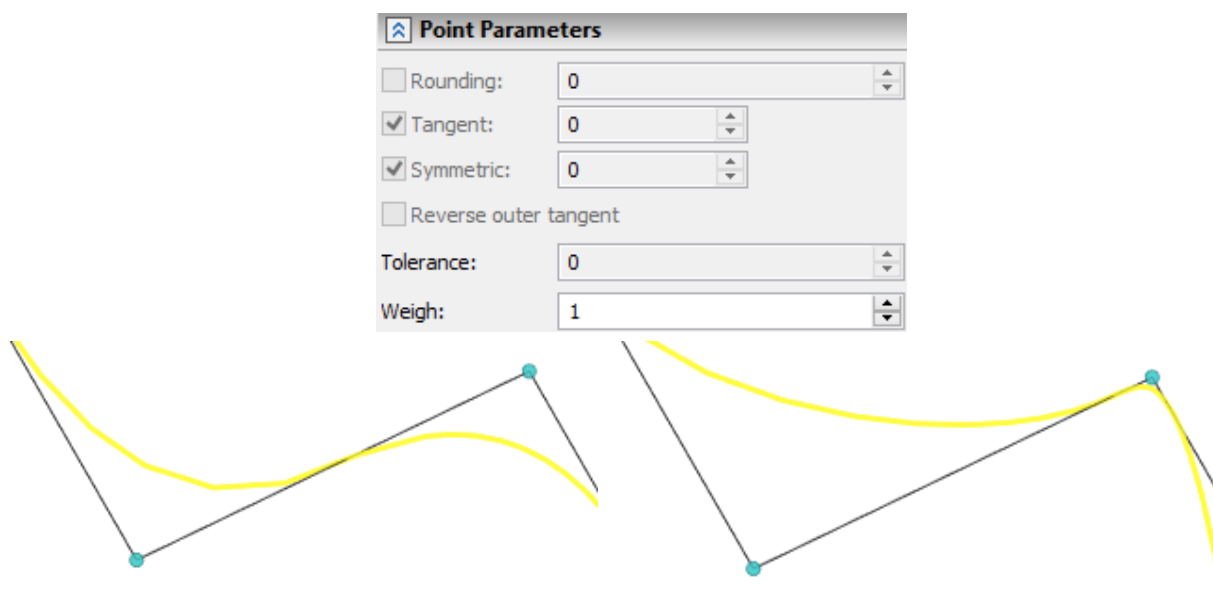 Point Parameters
Rounding: 0
Tangent: 0
Symmetric: 0
Reverse outer tangent
Tolerance: 0
Weigh: 1